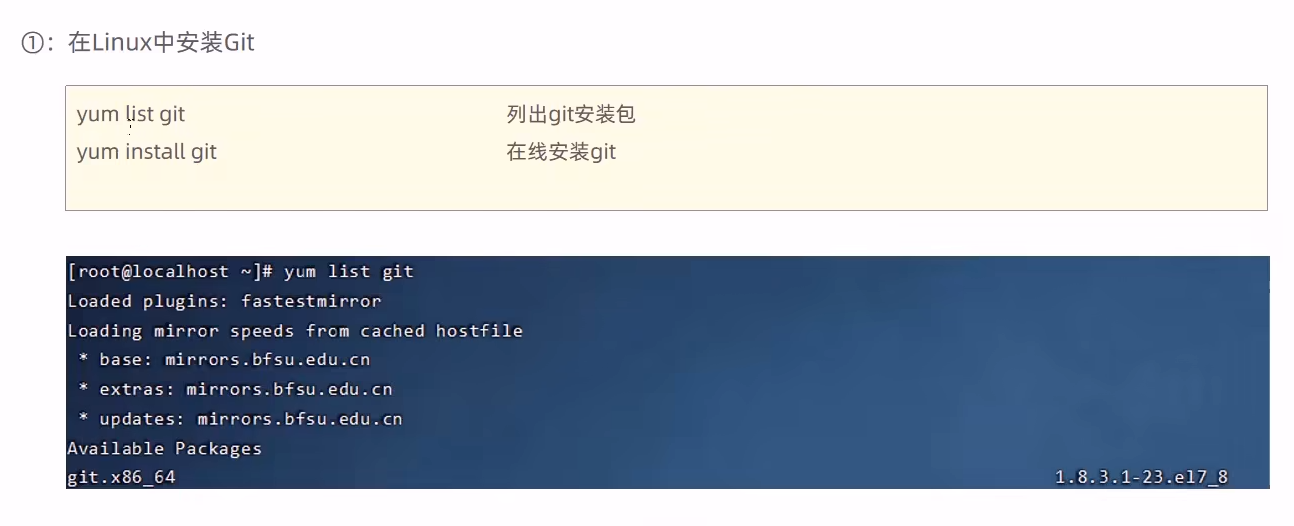 ①：在Linux中安装Git
yum list git 列出git安装包
yum install git 在线安装git
[root@localhost ~]# yum list git
Loaded plugins: fastestmirror
Loading mirror speeds from cached hostfile
* base: mirrors.bfsu.edu.cn
* extras: mirrors.bfsu.edu.cn
* updates: mirrors.bfsu.edu.cn
Available Packages
git.x86_64 1.8.3.1-23.el7_8